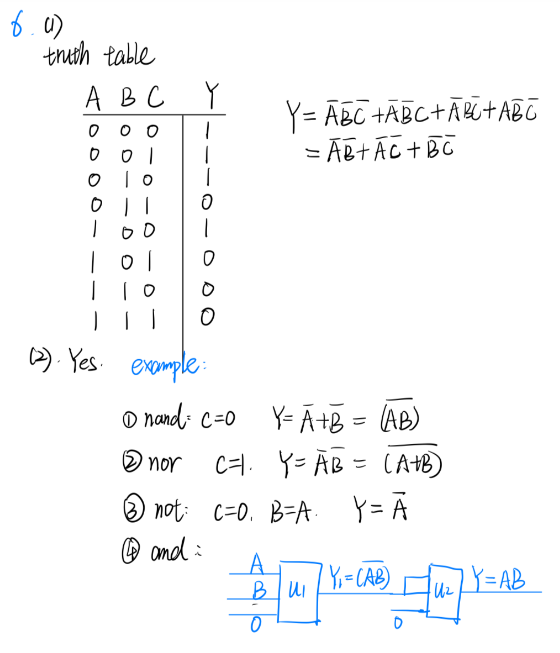 6. (1)
truth table
A B C Y
0 0 0 1
0 0 1 1
0 1 0 1
0 1 1 0
1 0 0 1
1 0 1 0
1 1 0 0
1 1 1 0
Y = A̅B̅C̅ + A̅B̅C + A̅BC̅ + AB̅C̅
= A̅B̅ + A̅C̅ + B̅C̅
(2). Yes. example:
① nand: C=0 Y = A̅ + B̅ = (A̅B̅)
② nor C=1. Y = A̅B̅ = (A̅+̅B̅)
③ not: C=0, B=A. Y = A̅
④ and:
A
B
0
U1
Y1=(A̅B̅)
0
U2
Y=AB